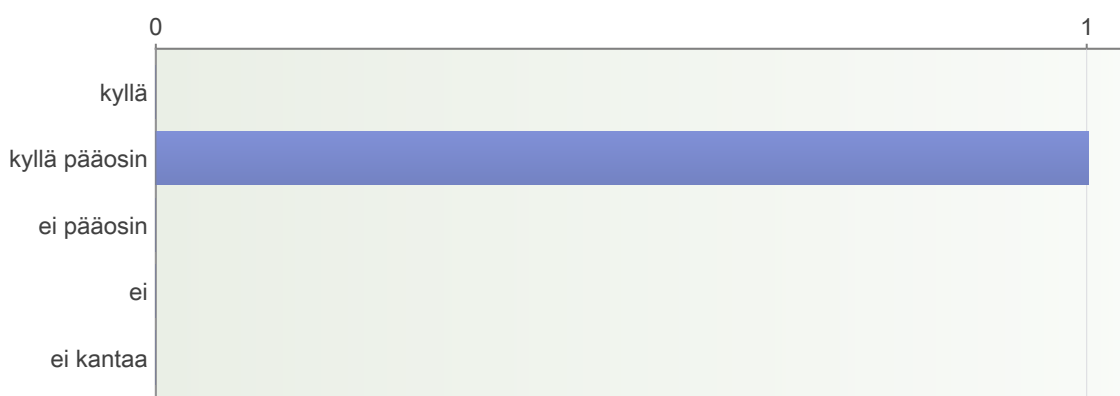 0 1
kyllä
kyllä pääosin
ei pääosin
ei
ei kantaa